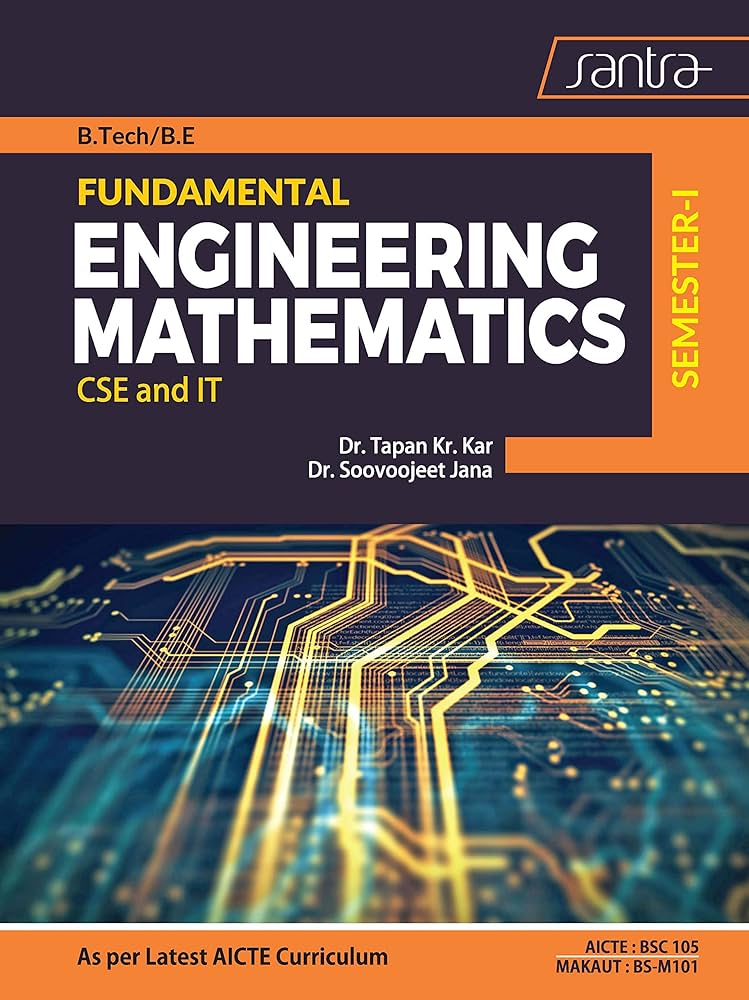 santra
B.Tech/B.E
FUNDAMENTAL
ENGINEERING
MATHEMATICS
CSE and IT
SEMESTER-I
Dr. Tapan Kr. Kar
Dr. Soovoojeet Jana
As per Latest AICTE Curriculum
AICTE : BSC 105
MAKAUT : BS-M101